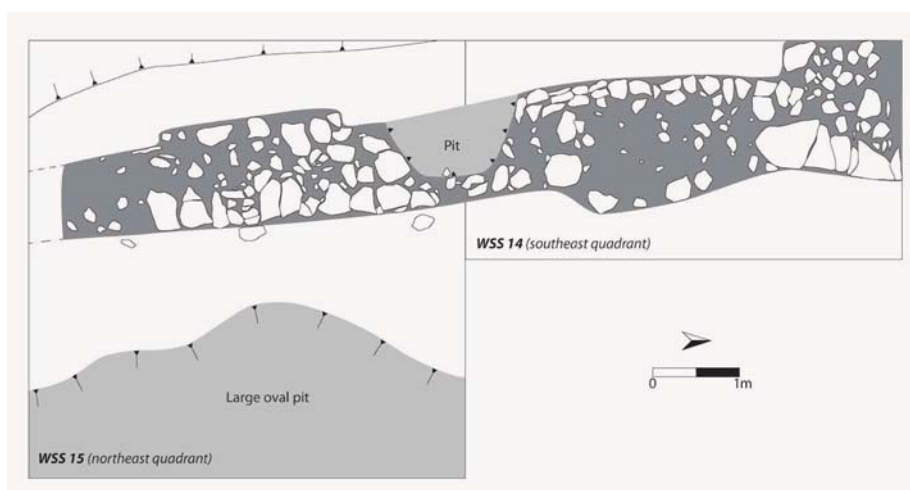 Pit
WSS 14 (southeast quadrant)
0 1m
Large oval pit
WSS 15 (northeast quadrant)